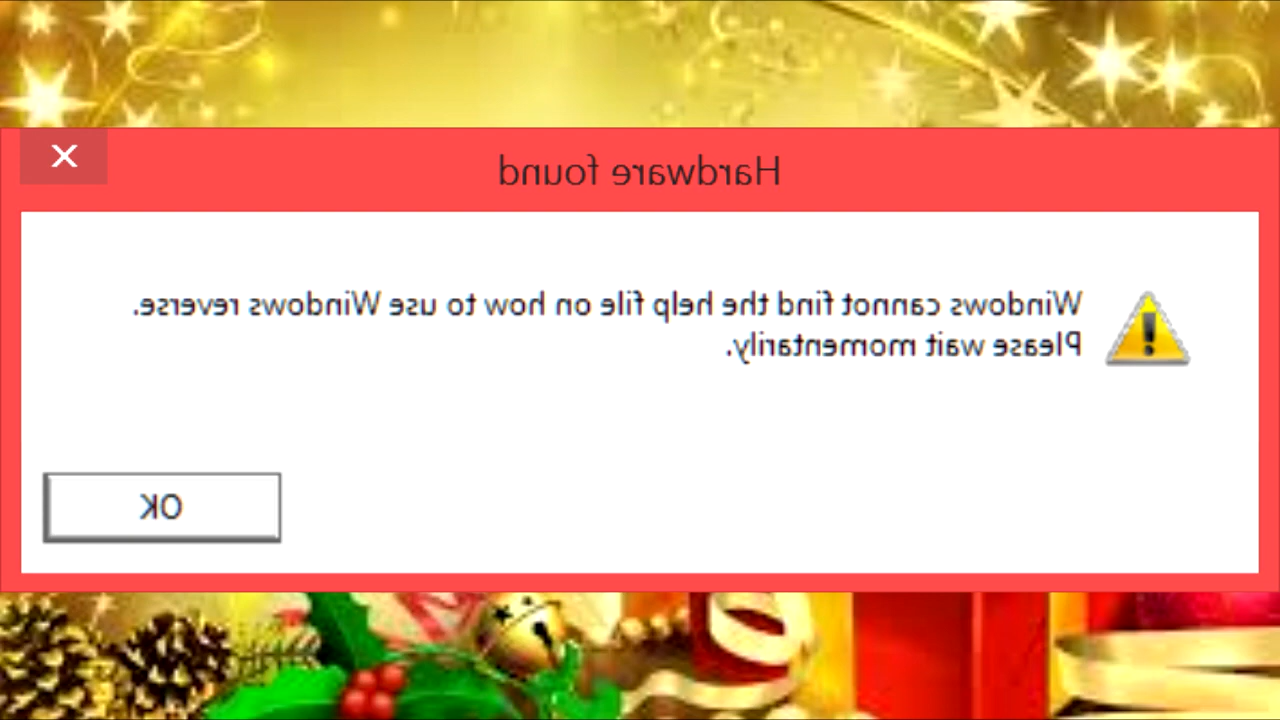 Hardware found
Windows cannot find the help file on how to use Windows reverse.
Please wait momentarily.
OK